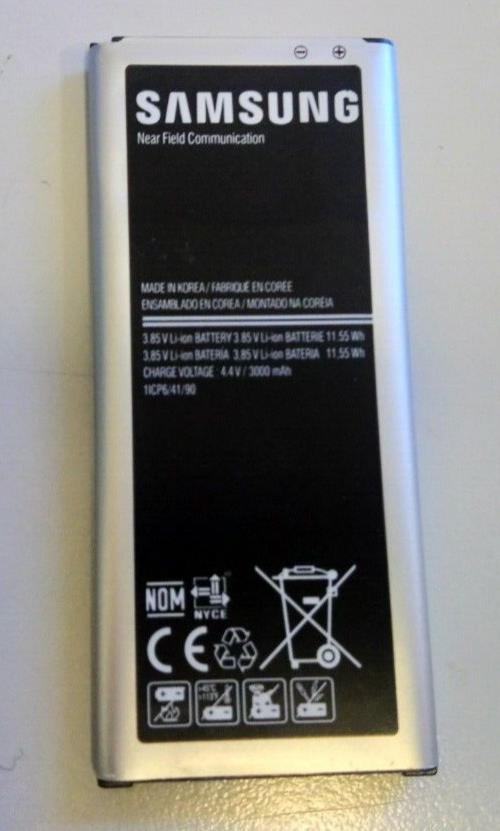 SAMSUNG
Near Field Communication
MADE IN KOREA / FABRIQUÉ EN CORÉE
ENSAMBLADO EN COREA / MONTADO NA COREIA
3.85 V Li-ion BATTERY 3.85 V Li-ion BATTERIE 11.55 Wh
3.85 V Li-ion BATERÍA 3.85 V Li-ion BATERIA 11.55 Wh
CHARGE VOLTAGE : 4.4 V / 3000 mAh
1ICP6/41/90
NOM
NYCE
CE